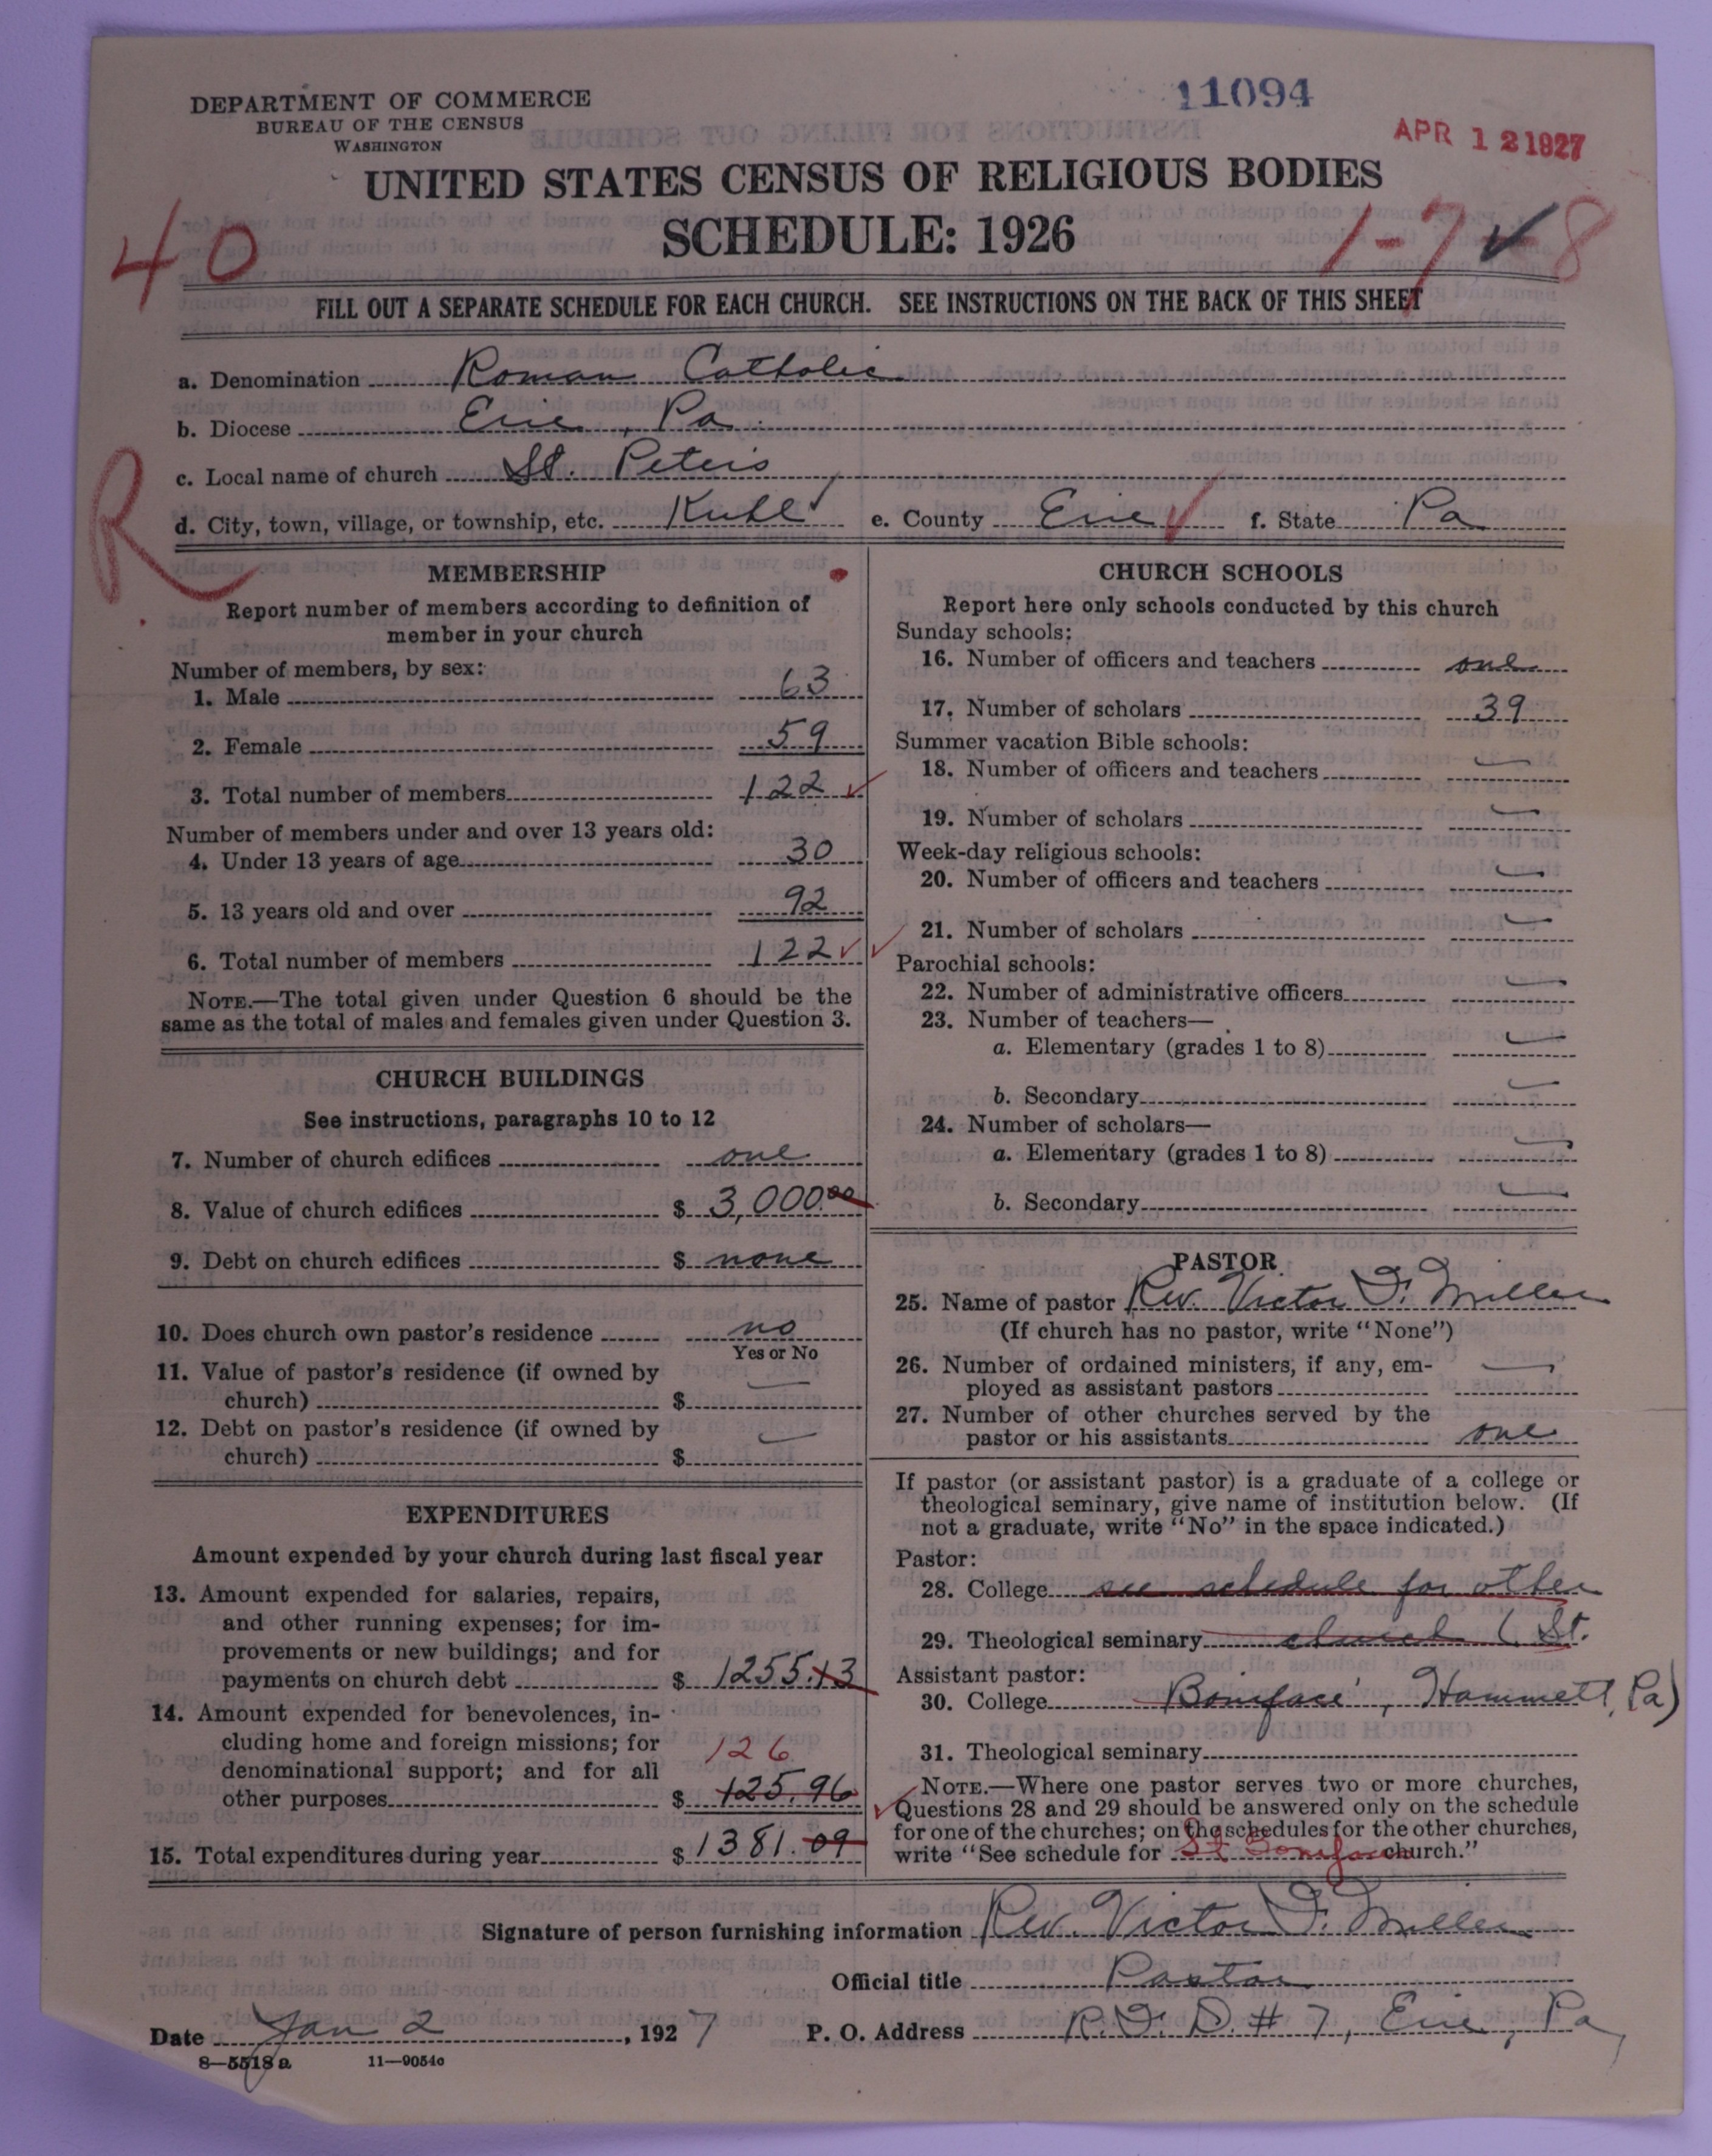 DEPARTMENT OF COMMERCE
BUREAU OF THE CENSUS
WASHINGTON
11094
APR 12 1927
UNITED STATES CENSUS OF RELIGIOUS BODIES
SCHEDULE: 1926
40
1-7-8
FILL OUT A SEPARATE SCHEDULE FOR EACH CHURCH. SEE INSTRUCTIONS ON THE BACK OF THIS SHEET
a. Denomination Roman Catholic
b. Diocese Erie, Pa.
c. Local name of church St. Peters
d. City, town, village, or township, etc. Kuhl e. County Erie f. State Pa
R
MEMBERSHIP
Report number of members according to definition of
member in your church
Number of members, by sex:
1. Male 63
2. Female 59
3. Total number of members 122
Number of members under and over 13 years old:
4. Under 13 years of age 30
5. 13 years old and over 92
6. Total number of members 122
NOTE.—The total given under Question 6 should be the
same as the total of males and females given under Question 3.
CHURCH BUILDINGS
See instructions, paragraphs 10 to 12
7. Number of church edifices one
8. Value of church edifices $ 3,000.00
9. Debt on church edifices $ none
10. Does church own pastor's residence no
Yes or No
11. Value of pastor's residence (if owned by
church) $
12. Debt on pastor's residence (if owned by
church) $
EXPENDITURES
Amount expended by your church during last fiscal year
13. Amount expended for salaries, repairs,
and other running expenses; for im-
provements or new buildings; and for
payments on church debt $ 1255.13
14. Amount expended for benevolences, in-
cluding home and foreign missions; for
denominational support; and for all
126
other purposes $ 125.96
15. Total expenditures during year $ 1381.09
CHURCH SCHOOLS
Report here only schools conducted by this church
Sunday schools:
16. Number of officers and teachers one
17. Number of scholars 39
Summer vacation Bible schools:
18. Number of officers and teachers
19. Number of scholars
Week-day religious schools:
20. Number of officers and teachers
21. Number of scholars
Parochial schools:
22. Number of administrative officers
23. Number of teachers—
a. Elementary (grades 1 to 8)
b. Secondary
24. Number of scholars—
a. Elementary (grades 1 to 8)
b. Secondary
PASTOR
25. Name of pastor Rev. Victor F. Miller
(If church has no pastor, write "None")
26. Number of ordained ministers, if any, em-
ployed as assistant pastors
27. Number of other churches served by the
pastor or his assistants one
If pastor (or assistant pastor) is a graduate of a college or
theological seminary, give name of institution below. (If
not a graduate, write "No" in the space indicated.)
Pastor:
28. College see schedule for other
29. Theological seminary church (St.
Assistant pastor:
30. College Boniface, Hammett, Pa)
31. Theological seminary
NOTE.—Where one pastor serves two or more churches,
Questions 28 and 29 should be answered only on the schedule
for one of the churches; on the schedules for the other churches,
write "See schedule for St Boniface church."
Signature of person furnishing information Rev. Victor F. Miller
Official title Pastor
Date Jan 2, 1927 P. O. Address R.F.D. # 7, Erie, Pa,
8—5518 a 11—9054c